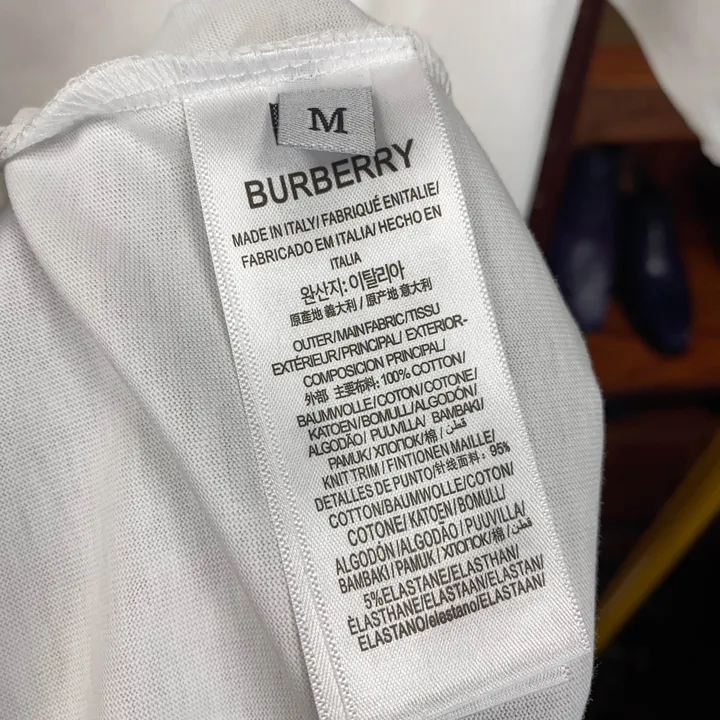 M
BURBERRY
MADE IN ITALY/ FABRIQUÉ ENITALIE/
FABRICADO EM ITALIA/ HECHO EN
ITALIA
완산지: 이탈리아
原產地 義大利 / 原产地 意大利
OUTER/MAIN FABRIC/TISSU
EXTÉRIEUR/PRINCIPAL/ EXTERIOR-
COMPOSICION PRINCIPAL/
外部 主要布料: 100% COTTON/
BAUMWOLLE/COTON/COTONE/
KATOEN/BOMULL/ALGODÓN/
ALGODÃO/ PUUVILLA/ BAMBAKI/
PAMUK/ΧΤΟΠΟΚ/棉/ قطن/
KNIT TRIM / FINTIONEN MAILLE/
DETALLES DE PUNTO/针线面料: 95%
COTTON/BAUMWOLLE/COTON/
COTONE/ KATOEN/BOMULL/
ALGODÓN /ALGODÃO / PUUVILLA/
BAMBAKI/ PAMUK / ΧΤΟΠΟΚ/棉/ قطن/
5%ELASTANE/ELASTHAN/
ÈLASTHANE/ELASTAAN/ELASTAN/
ELASTANO/elestano/ELASTAAN/